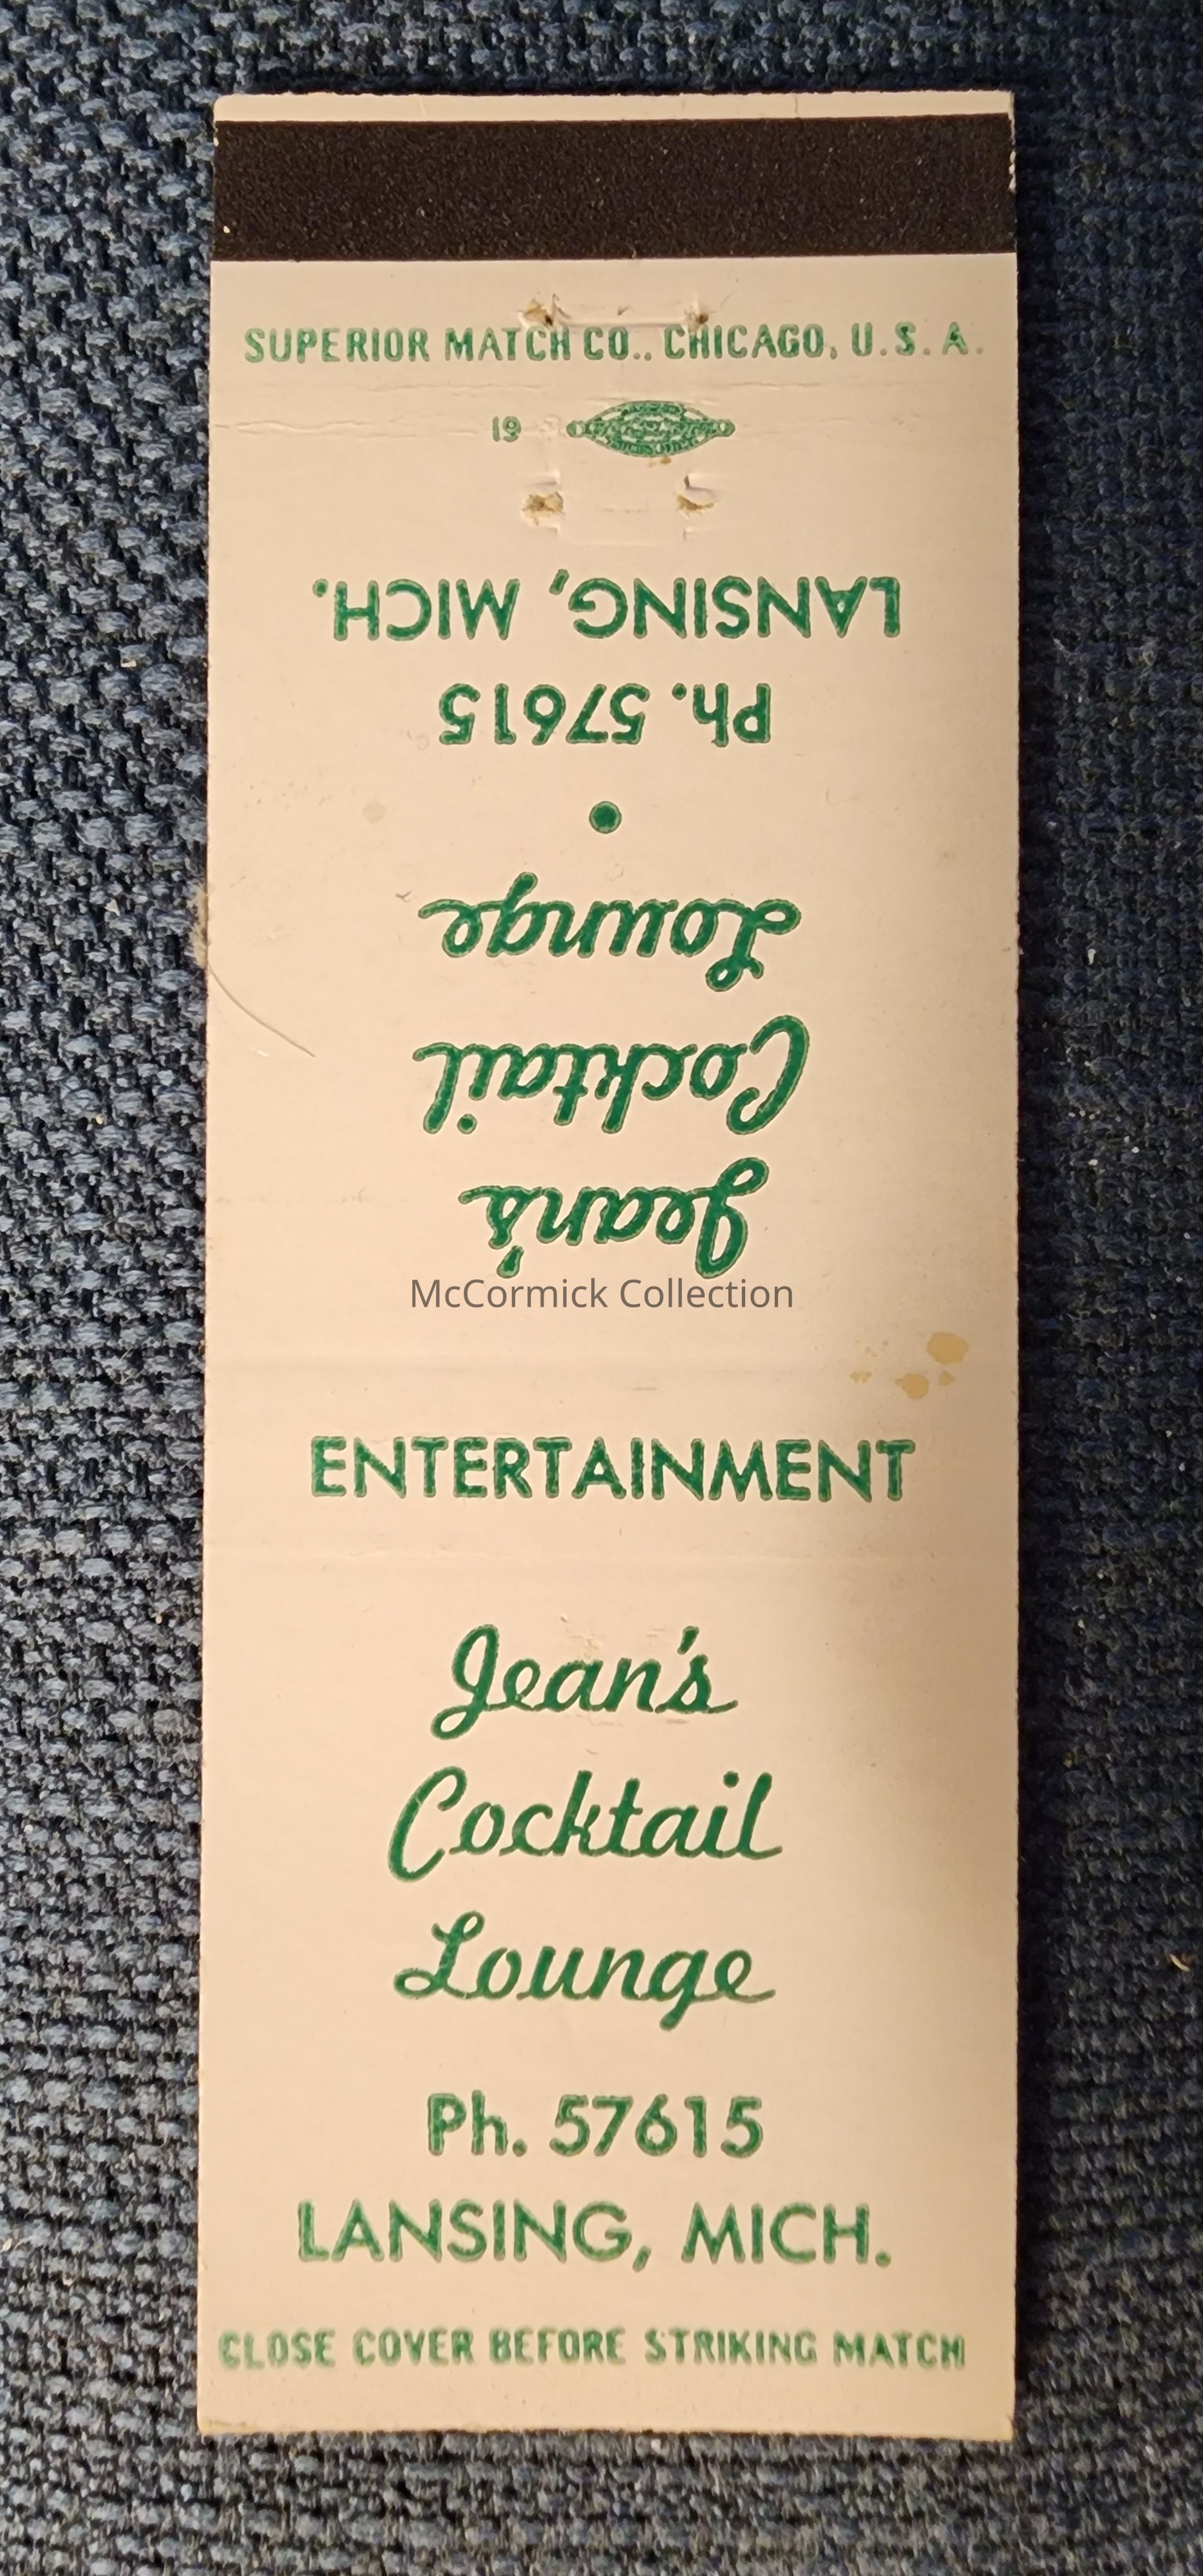 SUPERIOR MATCH CO., CHICAGO, U.S.A.
19
LANSING, MICH.
Ph. 57615
•
Lounge
Cocktail
Jean's
McCormick Collection
ENTERTAINMENT
Jean's
Cocktail
Lounge
Ph. 57615
LANSING, MICH.
CLOSE COVER BEFORE STRIKING MATCH